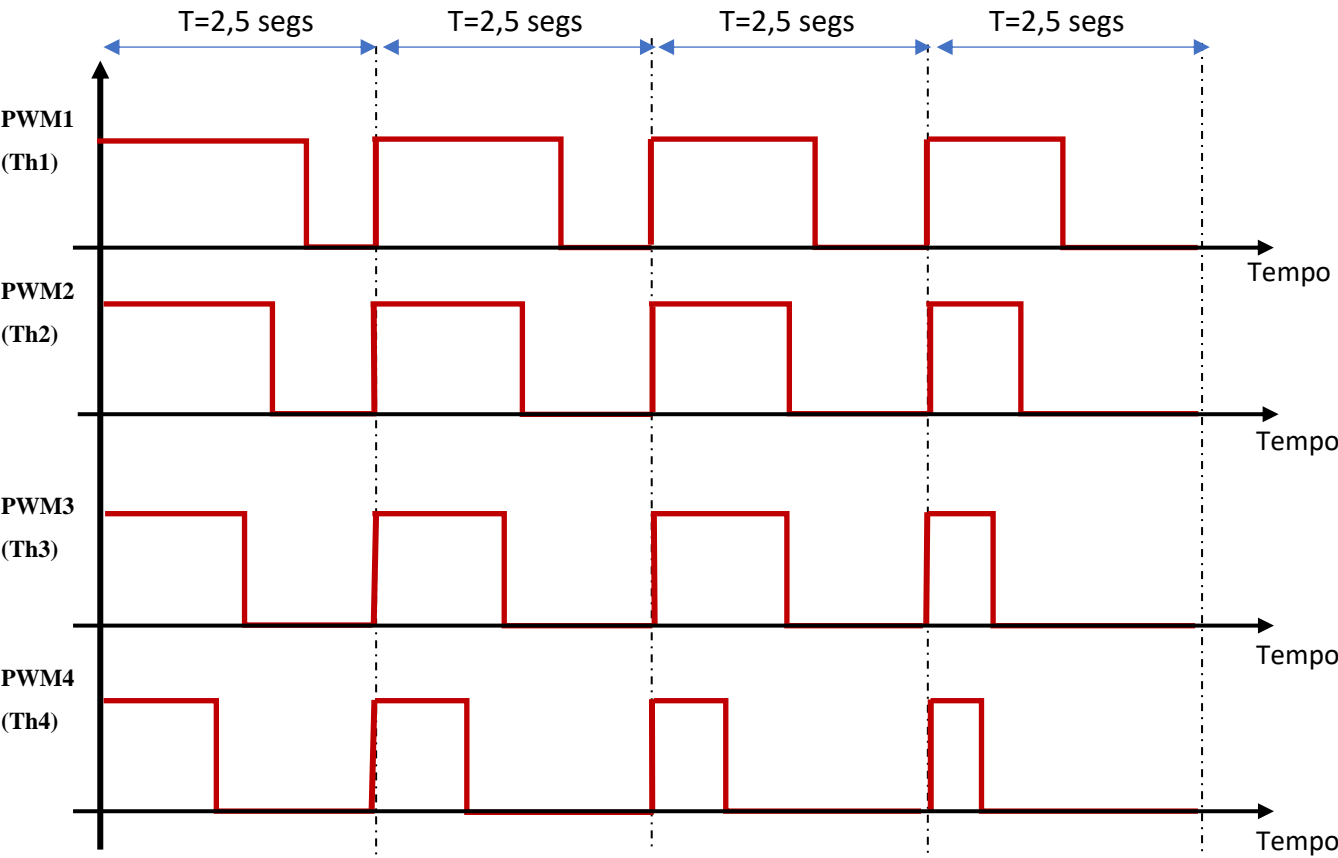 T=2,5 segs
T=2,5 segs
T=2,5 segs
T=2,5 segs
PWM1
(Th1)
Tempo
PWM2
(Th2)
Tempo
PWM3
(Th3)
Tempo
PWM4
(Th4)
Tempo